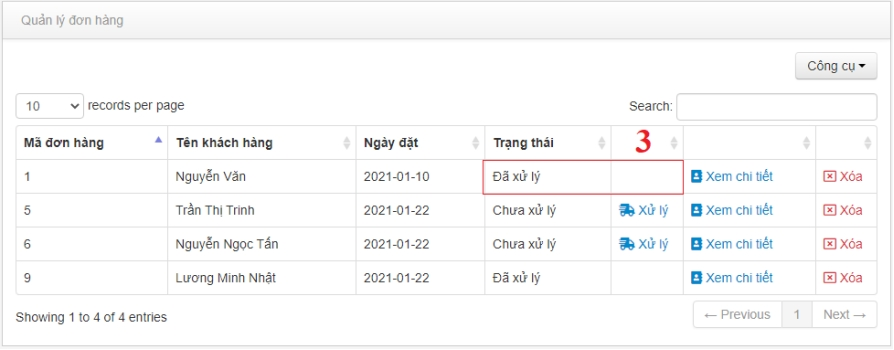 Quản lý đơn hàng
Công cụ
10 records per page Search:
Mã đơn hàng Tên khách hàng Ngày đặt Trạng thái 3
1 Nguyễn Văn 2021-01-10 Đã xử lý Xem chi tiết Xóa
5 Trần Thị Trinh 2021-01-22 Chưa xử lý Xử lý Xem chi tiết Xóa
6 Nguyễn Ngọc Tấn 2021-01-22 Chưa xử lý Xử lý Xem chi tiết Xóa
9 Lương Minh Nhật 2021-01-22 Đã xử lý Xem chi tiết Xóa
Showing 1 to 4 of 4 entries ← Previous 1 Next →